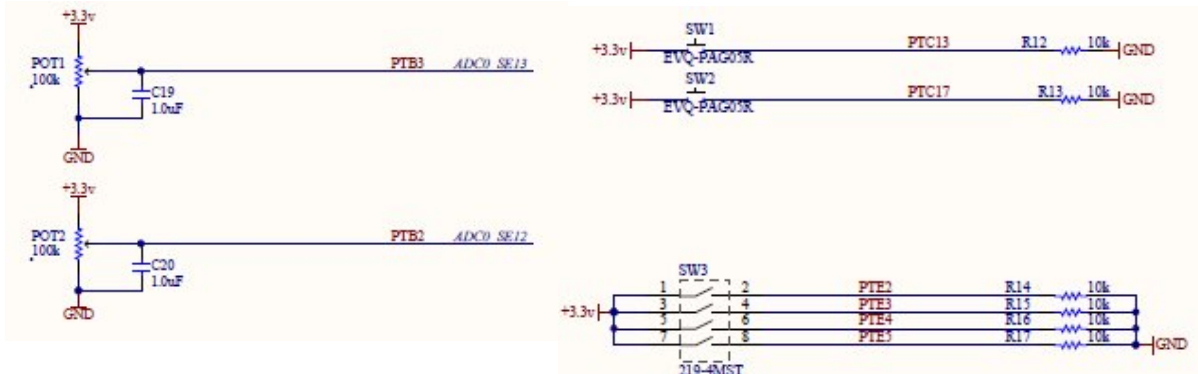 +3.3v
POT1
100k
PTB3 ADC0_SE13
C19
1.0uF
GND
+3.3v
POT2
100k
PTB2 ADC0_SE12
C20
1.0uF
GND
SW1
+3.3v PTC13 R12 10k GND
EVQ-PAG05R
SW2
+3.3v PTC17 R13 10k GND
EVQ-PAG05R
SW3
1 2 PTE2 R14 10k
3 4 PTE3 R15 10k
+3.3v
5 6 PTE4 R16 10k
7 8 PTE5 R17 10k
GND
219-4MST